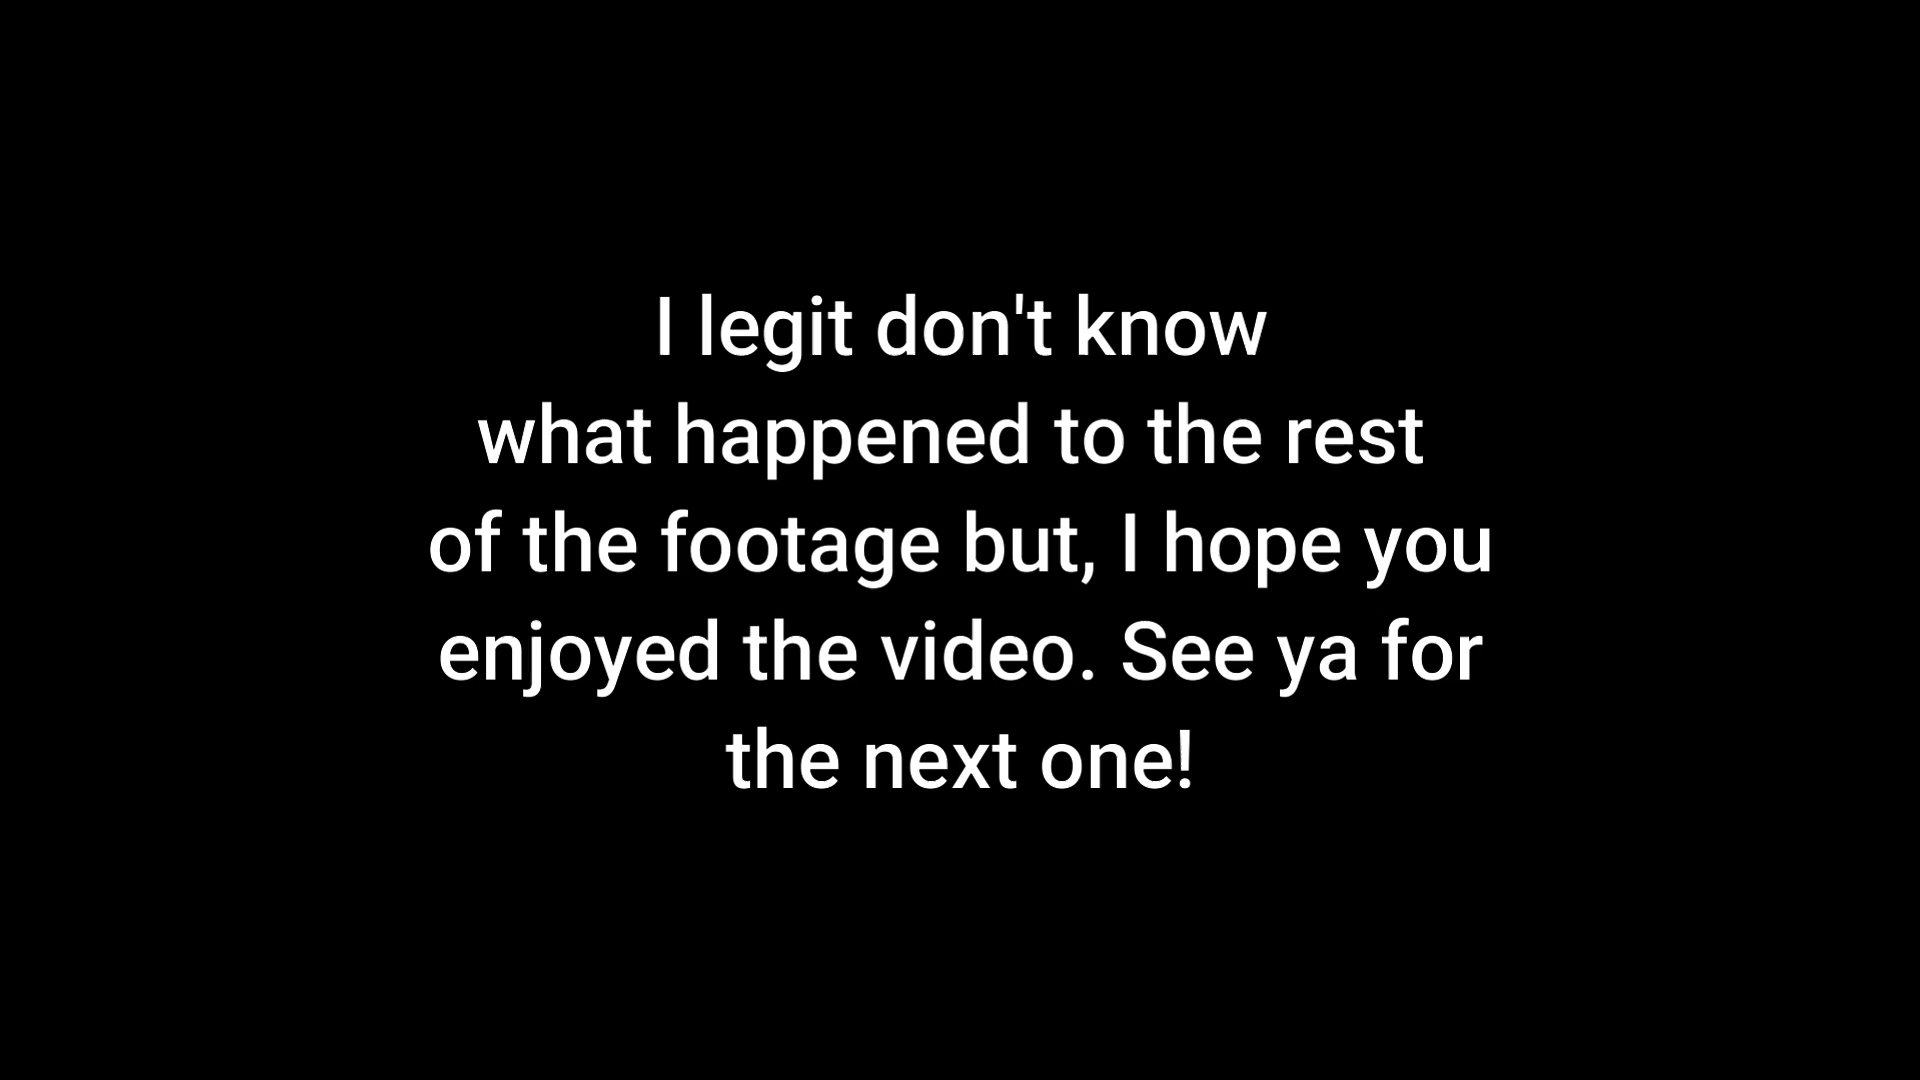 I legit don't know
what happened to the rest
of the footage but, I hope you
enjoyed the video. See ya for
the next one!